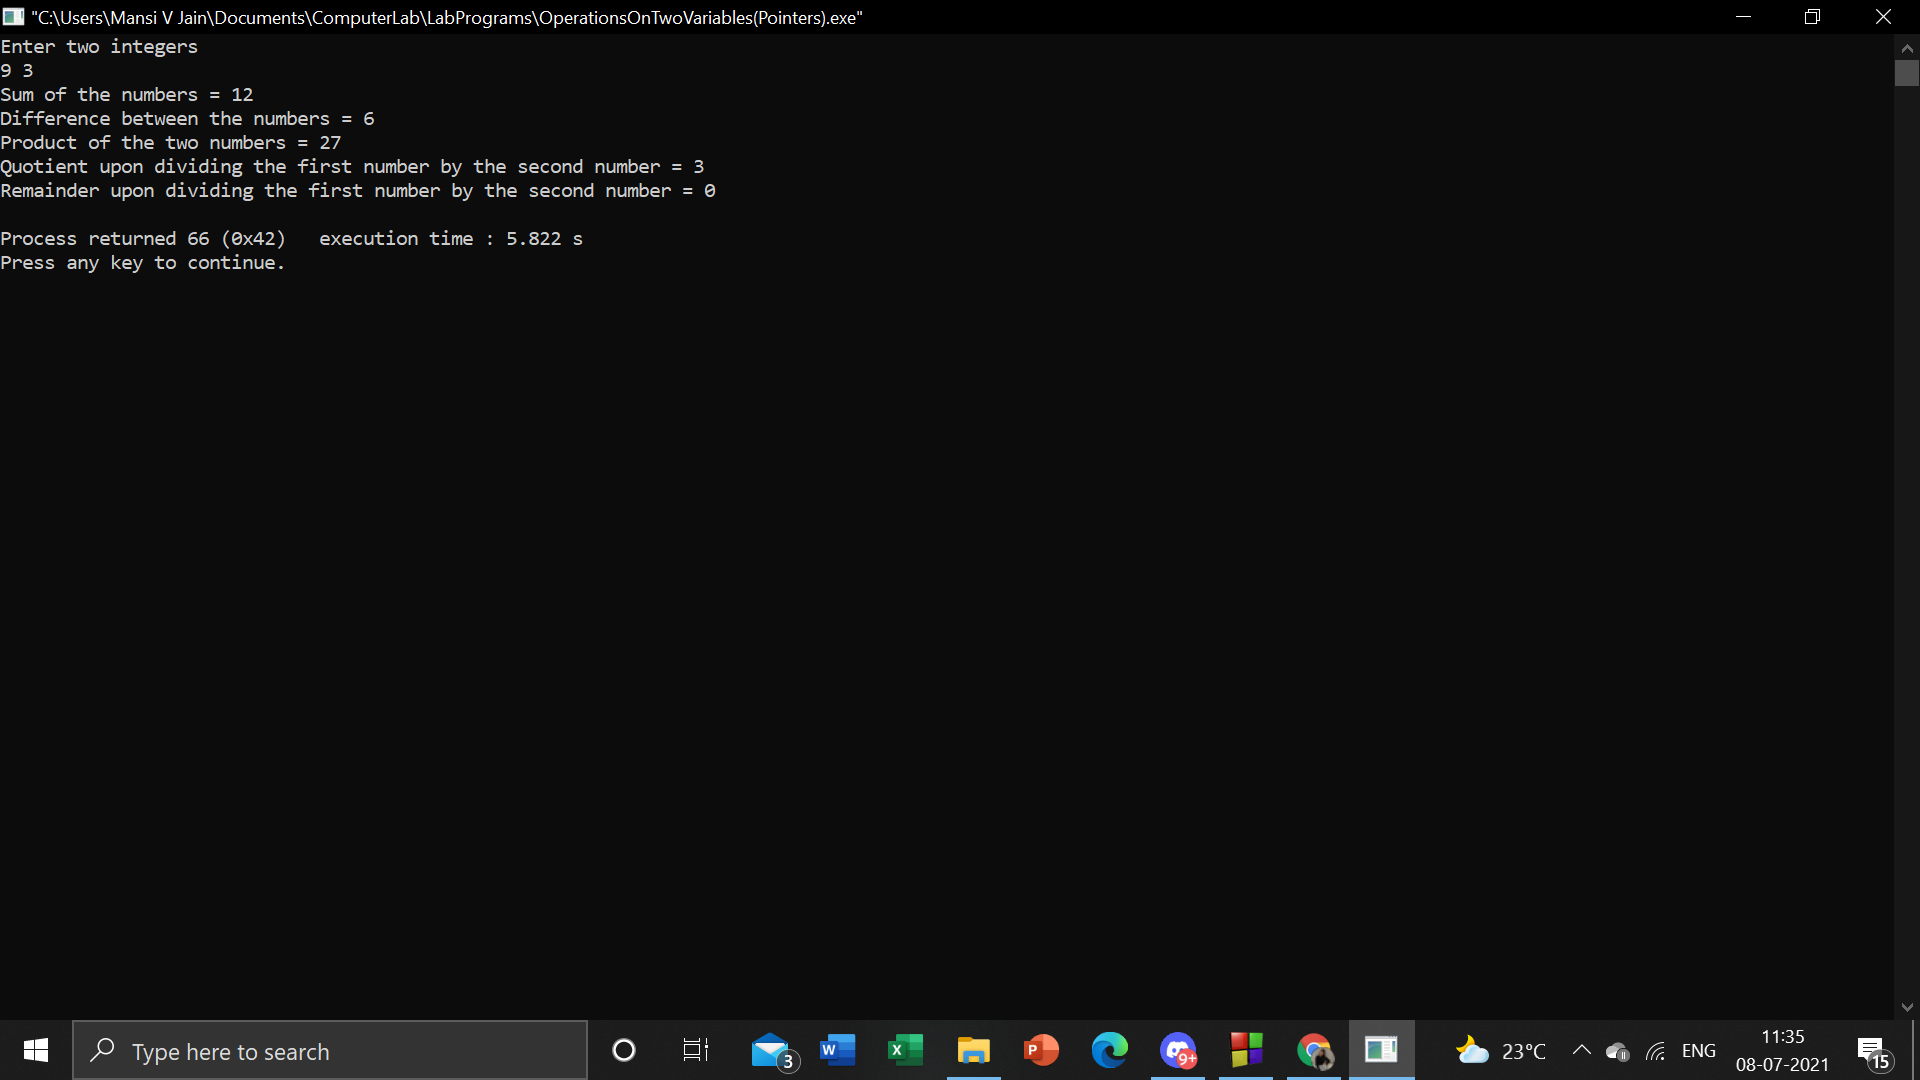 "C:\Users\Mansi V Jain\Documents\ComputerLab\LabPrograms\OperationsOnTwoVariables(Pointers).exe"
Enter two integers
9 3
Sum of the numbers = 12
Difference between the numbers = 6
Product of the two numbers = 27
Quotient upon dividing the first number by the second number = 3
Remainder upon dividing the first number by the second number = 0
Process returned 66 (0x42)   execution time : 5.822 s
Press any key to continue.
Type here to search
3
W
X
P
9+
23°C
ENG
11:35
08-07-2021
15